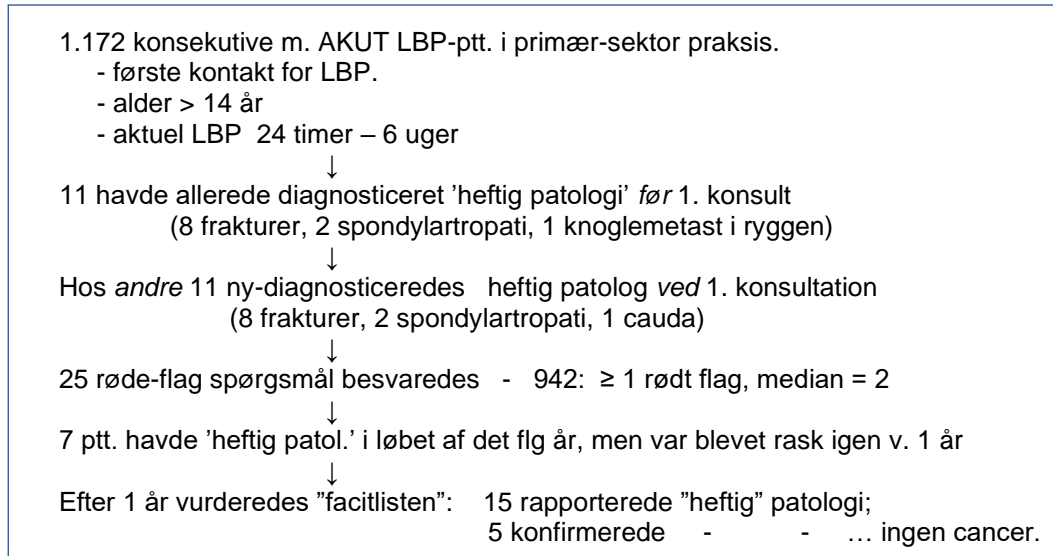 1.172 konsekutive m. AKUT LBP-ptt. i primær-sektor praksis.
- første kontakt for LBP.
- alder > 14 år
- aktuel LBP 24 timer – 6 uger
↓
11 havde allerede diagnosticeret 'heftig patologi' før 1. konsult
(8 frakturer, 2 spondylartropati, 1 knoglemetast i ryggen)
↓
Hos andre 11 ny-diagnosticeredes heftig patolog ved 1. konsultation
(8 frakturer, 2 spondylartropati, 1 cauda)
↓
25 røde-flag spørgsmål besvaredes - 942: ≥ 1 rødt flag, median = 2
↓
7 ptt. havde 'heftig patol.' i løbet af det flg år, men var blevet rask igen v. 1 år
↓
Efter 1 år vurderedes ”facitlisten”: 15 rapporterede ”heftig” patologi;
5 konfirmerede - - … ingen cancer.